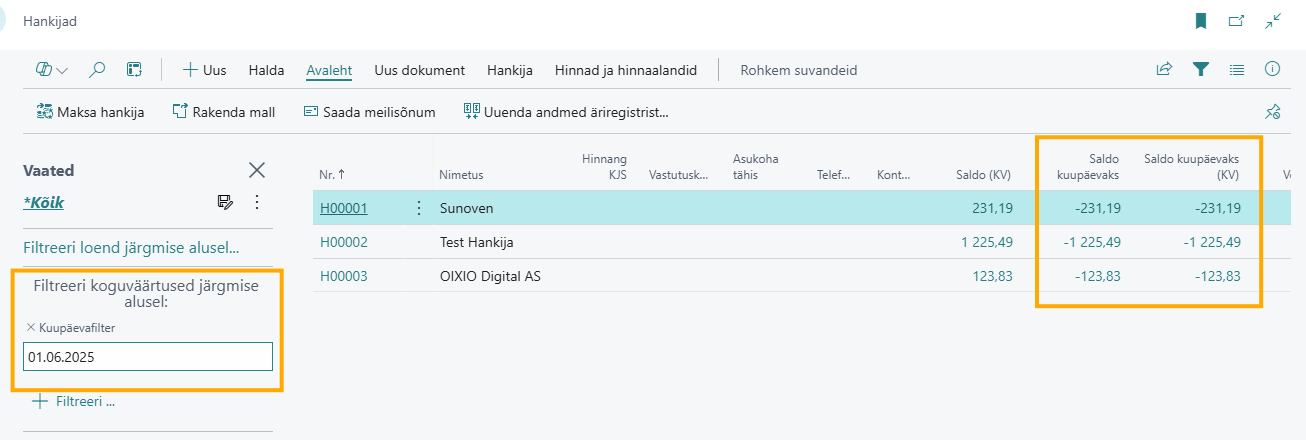 Hankijad
Uus Halda Avaleht Uus dokument Hankija Hinnad ja hinnaalandid Rohkem suvandeid
Maksa hankija Rakenda mall Saada meilisõnum Uuenda andmed äriregistrist...
Vaated
*Kõik
Filtreeri loend järgmise alusel...
Filtreeri koguväärtused järgmise
alusel:
Kuupäevafilter
01.06.2025
Filtreeri ...
Hinnang Asukoha Saldo Saldo kuupäevaks
Nr. ↑ Nimetus KJS Vastutusk... tähis Telef... Kont... Saldo (KV) kuupäevaks (KV)
H00001 Sunoven 231,19 -231,19 -231,19
H00002 Test Hankija 1 225,49 -1 225,49 -1 225,49
H00003 OIXIO Digital AS 123,83 -123,83 -123,83